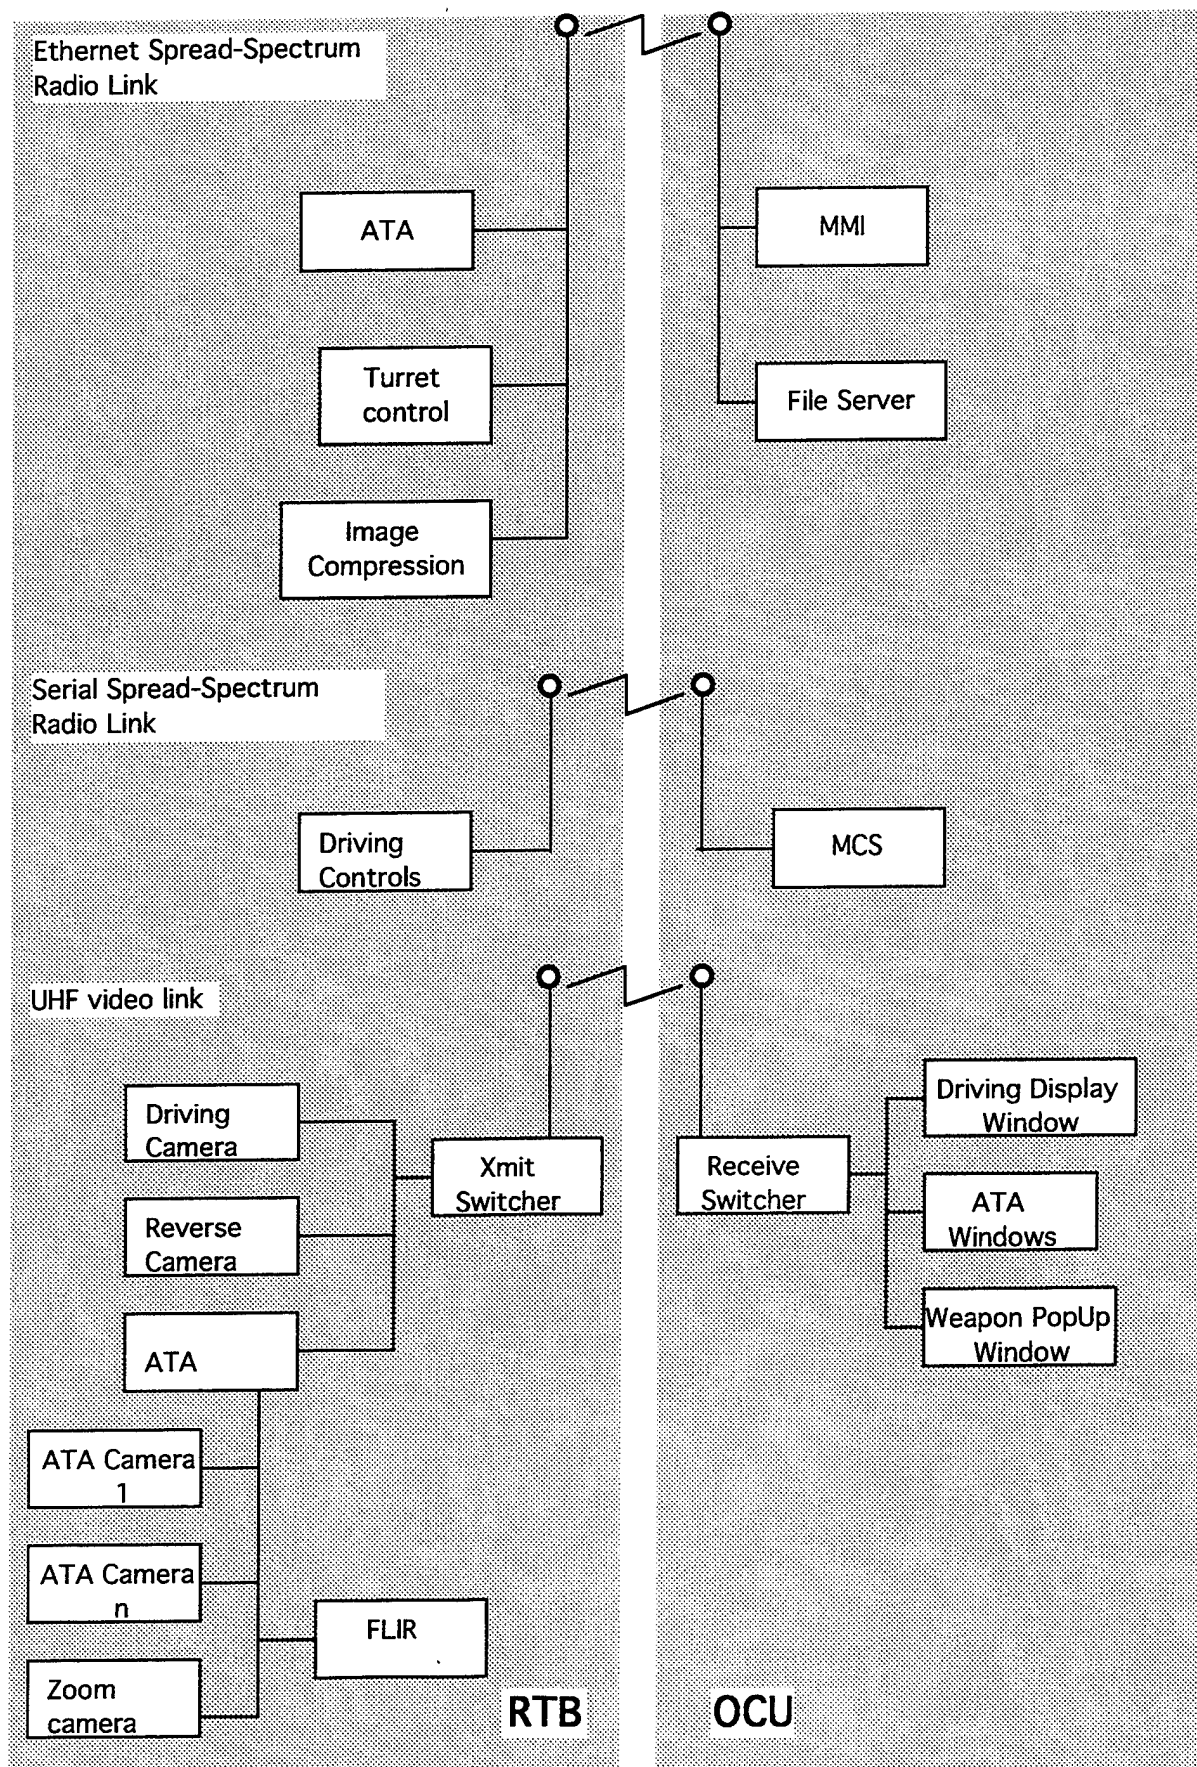 Ethernet Spread-Spectrum
Radio Link
ATA
MMI
Turret
control
File Server
Image
Compression
Serial Spread-Spectrum
Radio Link
Driving
Controls
MCS
UHF video link
Driving
Camera
Xmit
Switcher
Receive
Switcher
Driving Display
Window
Reverse
Camera
ATA
Windows
ATA
Weapon PopUp
Window
ATA Camera
1
ATA Camera
n
FLIR
Zoom
camera
RTB
OCU